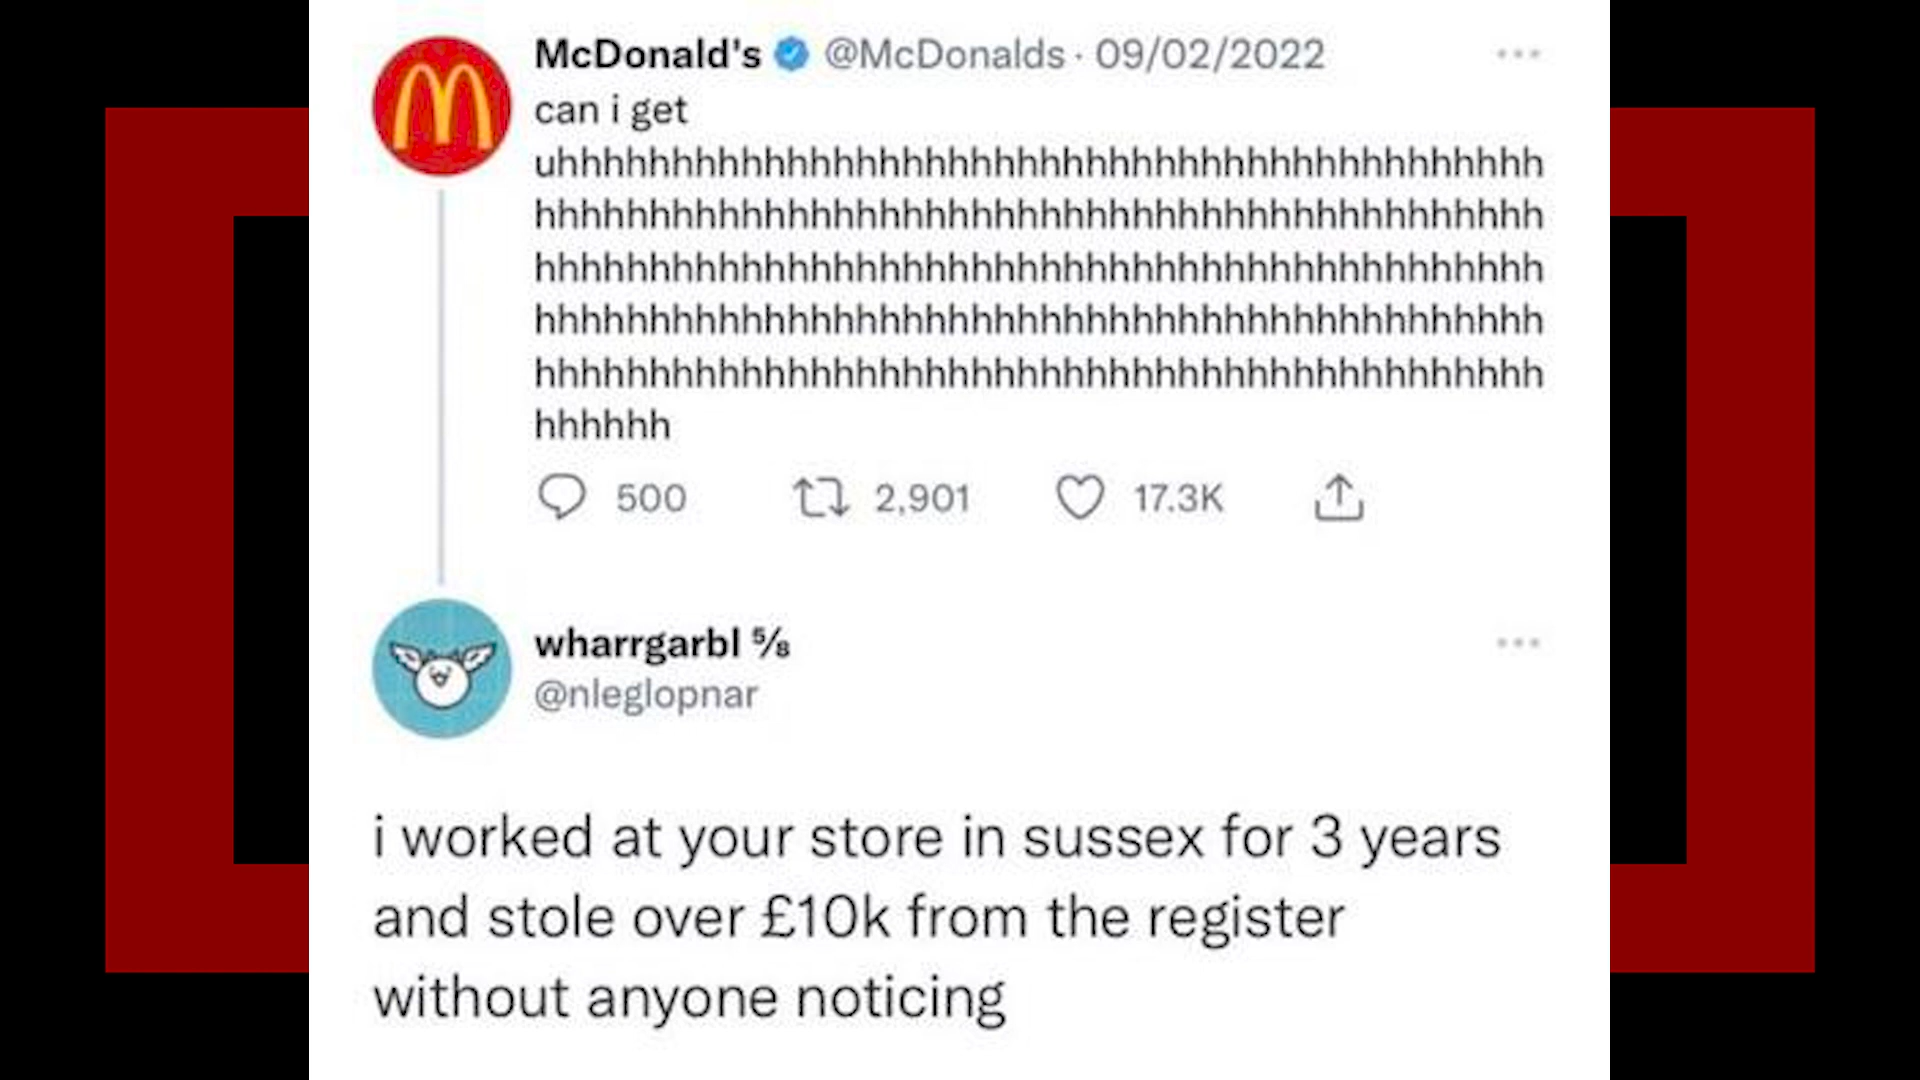 McDonald's @McDonalds · 09/02/2022
can i get
uhhhhhhhhhhhhhhhhhhhhhhhhhhhhhhhhhhhhhhhhhhh
hhhhhhhhhhhhhhhhhhhhhhhhhhhhhhhhhhhhhhhhhhhh
hhhhhhhhhhhhhhhhhhhhhhhhhhhhhhhhhhhhhhhhhhhh
hhhhhhhhhhhhhhhhhhhhhhhhhhhhhhhhhhhhhhhhhhhh
hhhhhhhhhhhhhhhhhhhhhhhhhhhhhhhhhhhhhhhhhhhh
hhhhhh
500 2,901 17.3K
wharrgarbl ⅝
@nleglopnar
i worked at your store in sussex for 3 years
and stole over £10k from the register
without anyone noticing